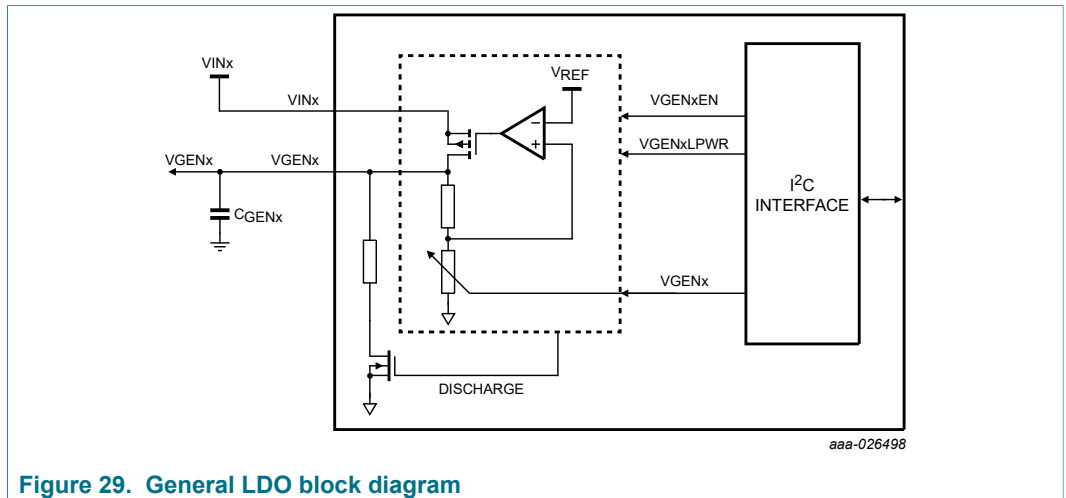 VINx
VINx
VREF
VGENxEN
VGENxLPWR
VGENx
VGENx
CGENx
I2C
INTERFACE
VGENx
DISCHARGE
aaa-026498
Figure 29. General LDO block diagram